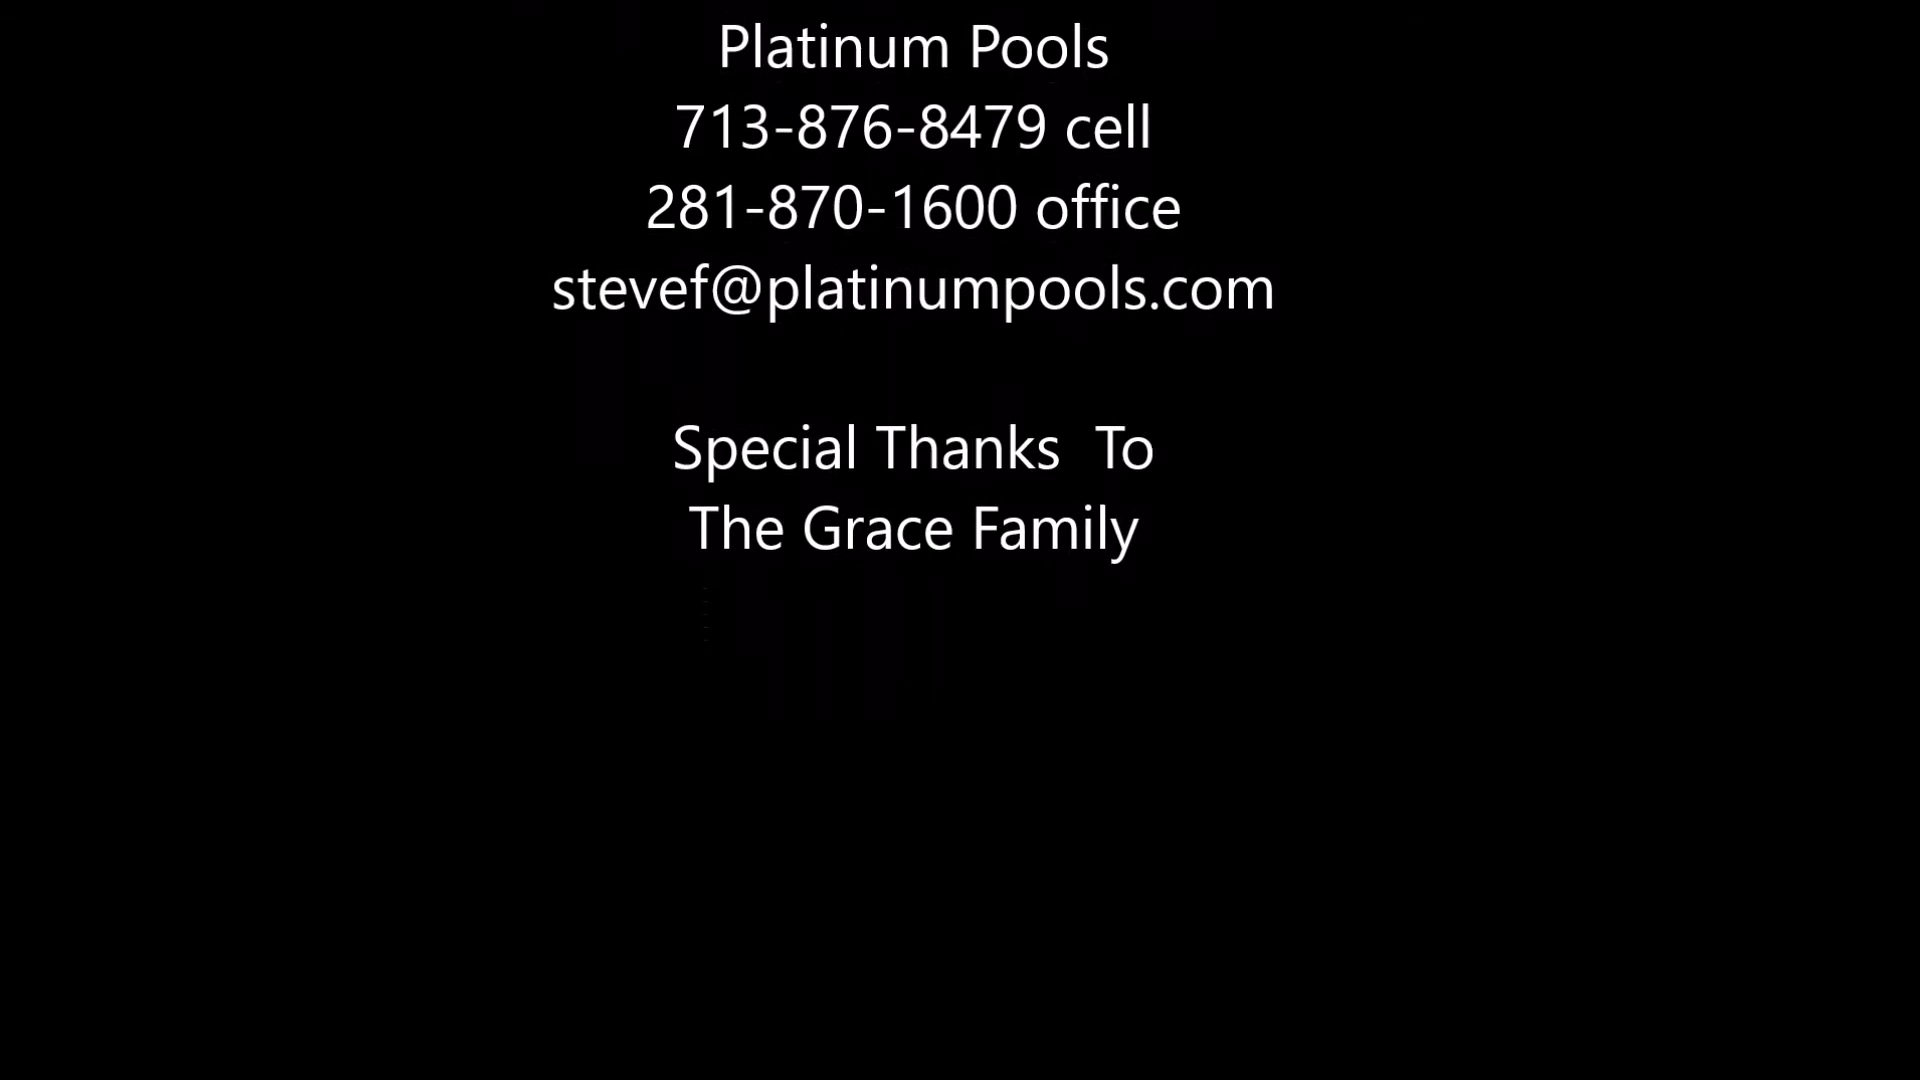 Platinum Pools
713-876-8479 cell
281-870-1600 office
stevef@platinumpools.com
Special Thanks  To
The Grace Family